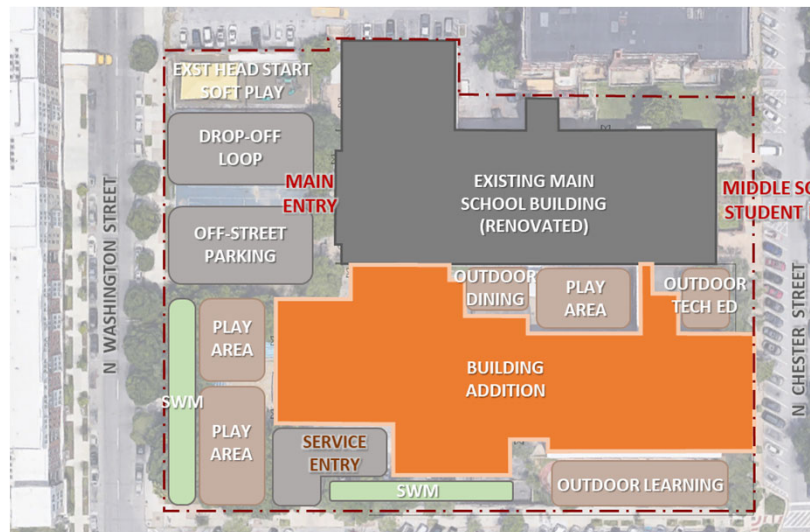 EXST HEAD START
SOFT PLAY
DROP-OFF
LOOP
MAIN
ENTRY
EXISTING MAIN
SCHOOL BUILDING
(RENOVATED)
MIDDLE SC
STUDENT
OFF-STREET
PARKING
N WASHINGTON STREET
OUTDOOR
DINING
PLAY
AREA
OUTDOOR
TECH ED
PLAY
AREA
BUILDING
ADDITION
N CHESTER STREET
SWM
PLAY
AREA
SERVICE
ENTRY
SWM
OUTDOOR LEARNING